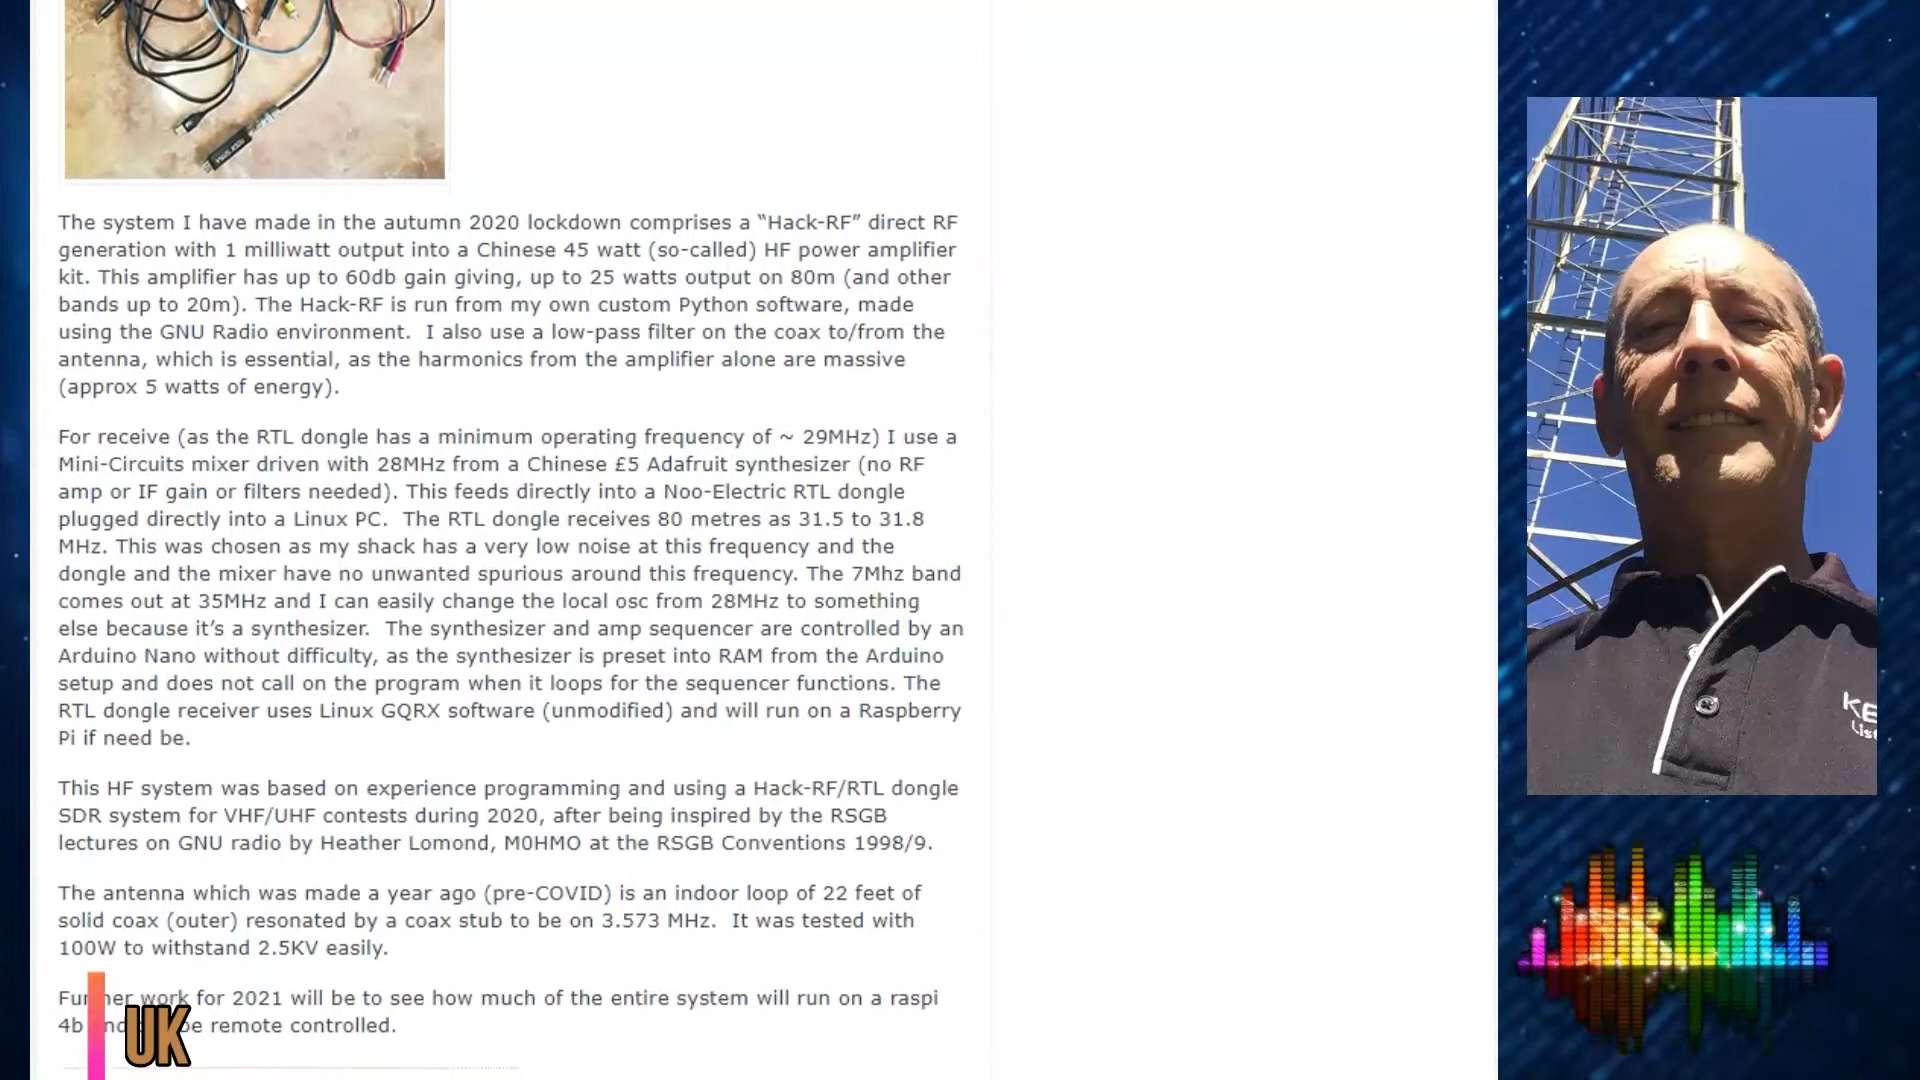 The system I have made in the autumn 2020 lockdown comprises a “Hack-RF” direct RF
generation with 1 milliwatt output into a Chinese 45 watt (so-called) HF power amplifier
kit. This amplifier has up to 60db gain giving, up to 25 watts output on 80m (and other
bands up to 20m). The Hack-RF is run from my own custom Python software, made
using the GNU Radio environment.  I also use a low-pass filter on the coax to/from the
antenna, which is essential, as the harmonics from the amplifier alone are massive
(approx 5 watts of energy).
For receive (as the RTL dongle has a minimum operating frequency of ~ 29MHz) I use a
Mini-Circuits mixer driven with 28MHz from a Chinese £5 Adafruit synthesizer (no RF
amp or IF gain or filters needed). This feeds directly into a Noo-Electric RTL dongle
plugged directly into a Linux PC.  The RTL dongle receives 80 metres as 31.5 to 31.8
MHz. This was chosen as my shack has a very low noise at this frequency and the
dongle and the mixer have no unwanted spurious around this frequency. The 7Mhz band
comes out at 35MHz and I can easily change the local osc from 28MHz to something
else because it’s a synthesizer.  The synthesizer and amp sequencer are controlled by an
Arduino Nano without difficulty, as the synthesizer is preset into RAM from the Arduino
setup and does not call on the program when it loops for the sequencer functions. The
RTL dongle receiver uses Linux GQRX software (unmodified) and will run on a Raspberry
Pi if need be.
This HF system was based on experience programming and using a Hack-RF/RTL dongle
SDR system for VHF/UHF contests during 2020, after being inspired by the RSGB
lectures on GNU radio by Heather Lomond, M0HMO at the RSGB Conventions 1998/9.
The antenna which was made a year ago (pre-COVID) is an indoor loop of 22 feet of
solid coax (outer) resonated by a coax stub to be on 3.573 MHz.  It was tested with
100W to withstand 2.5KV easily.
Further work for 2021 will be to see how much of the entire system will run on a raspi
4b be remote controlled.
UK
KE
List